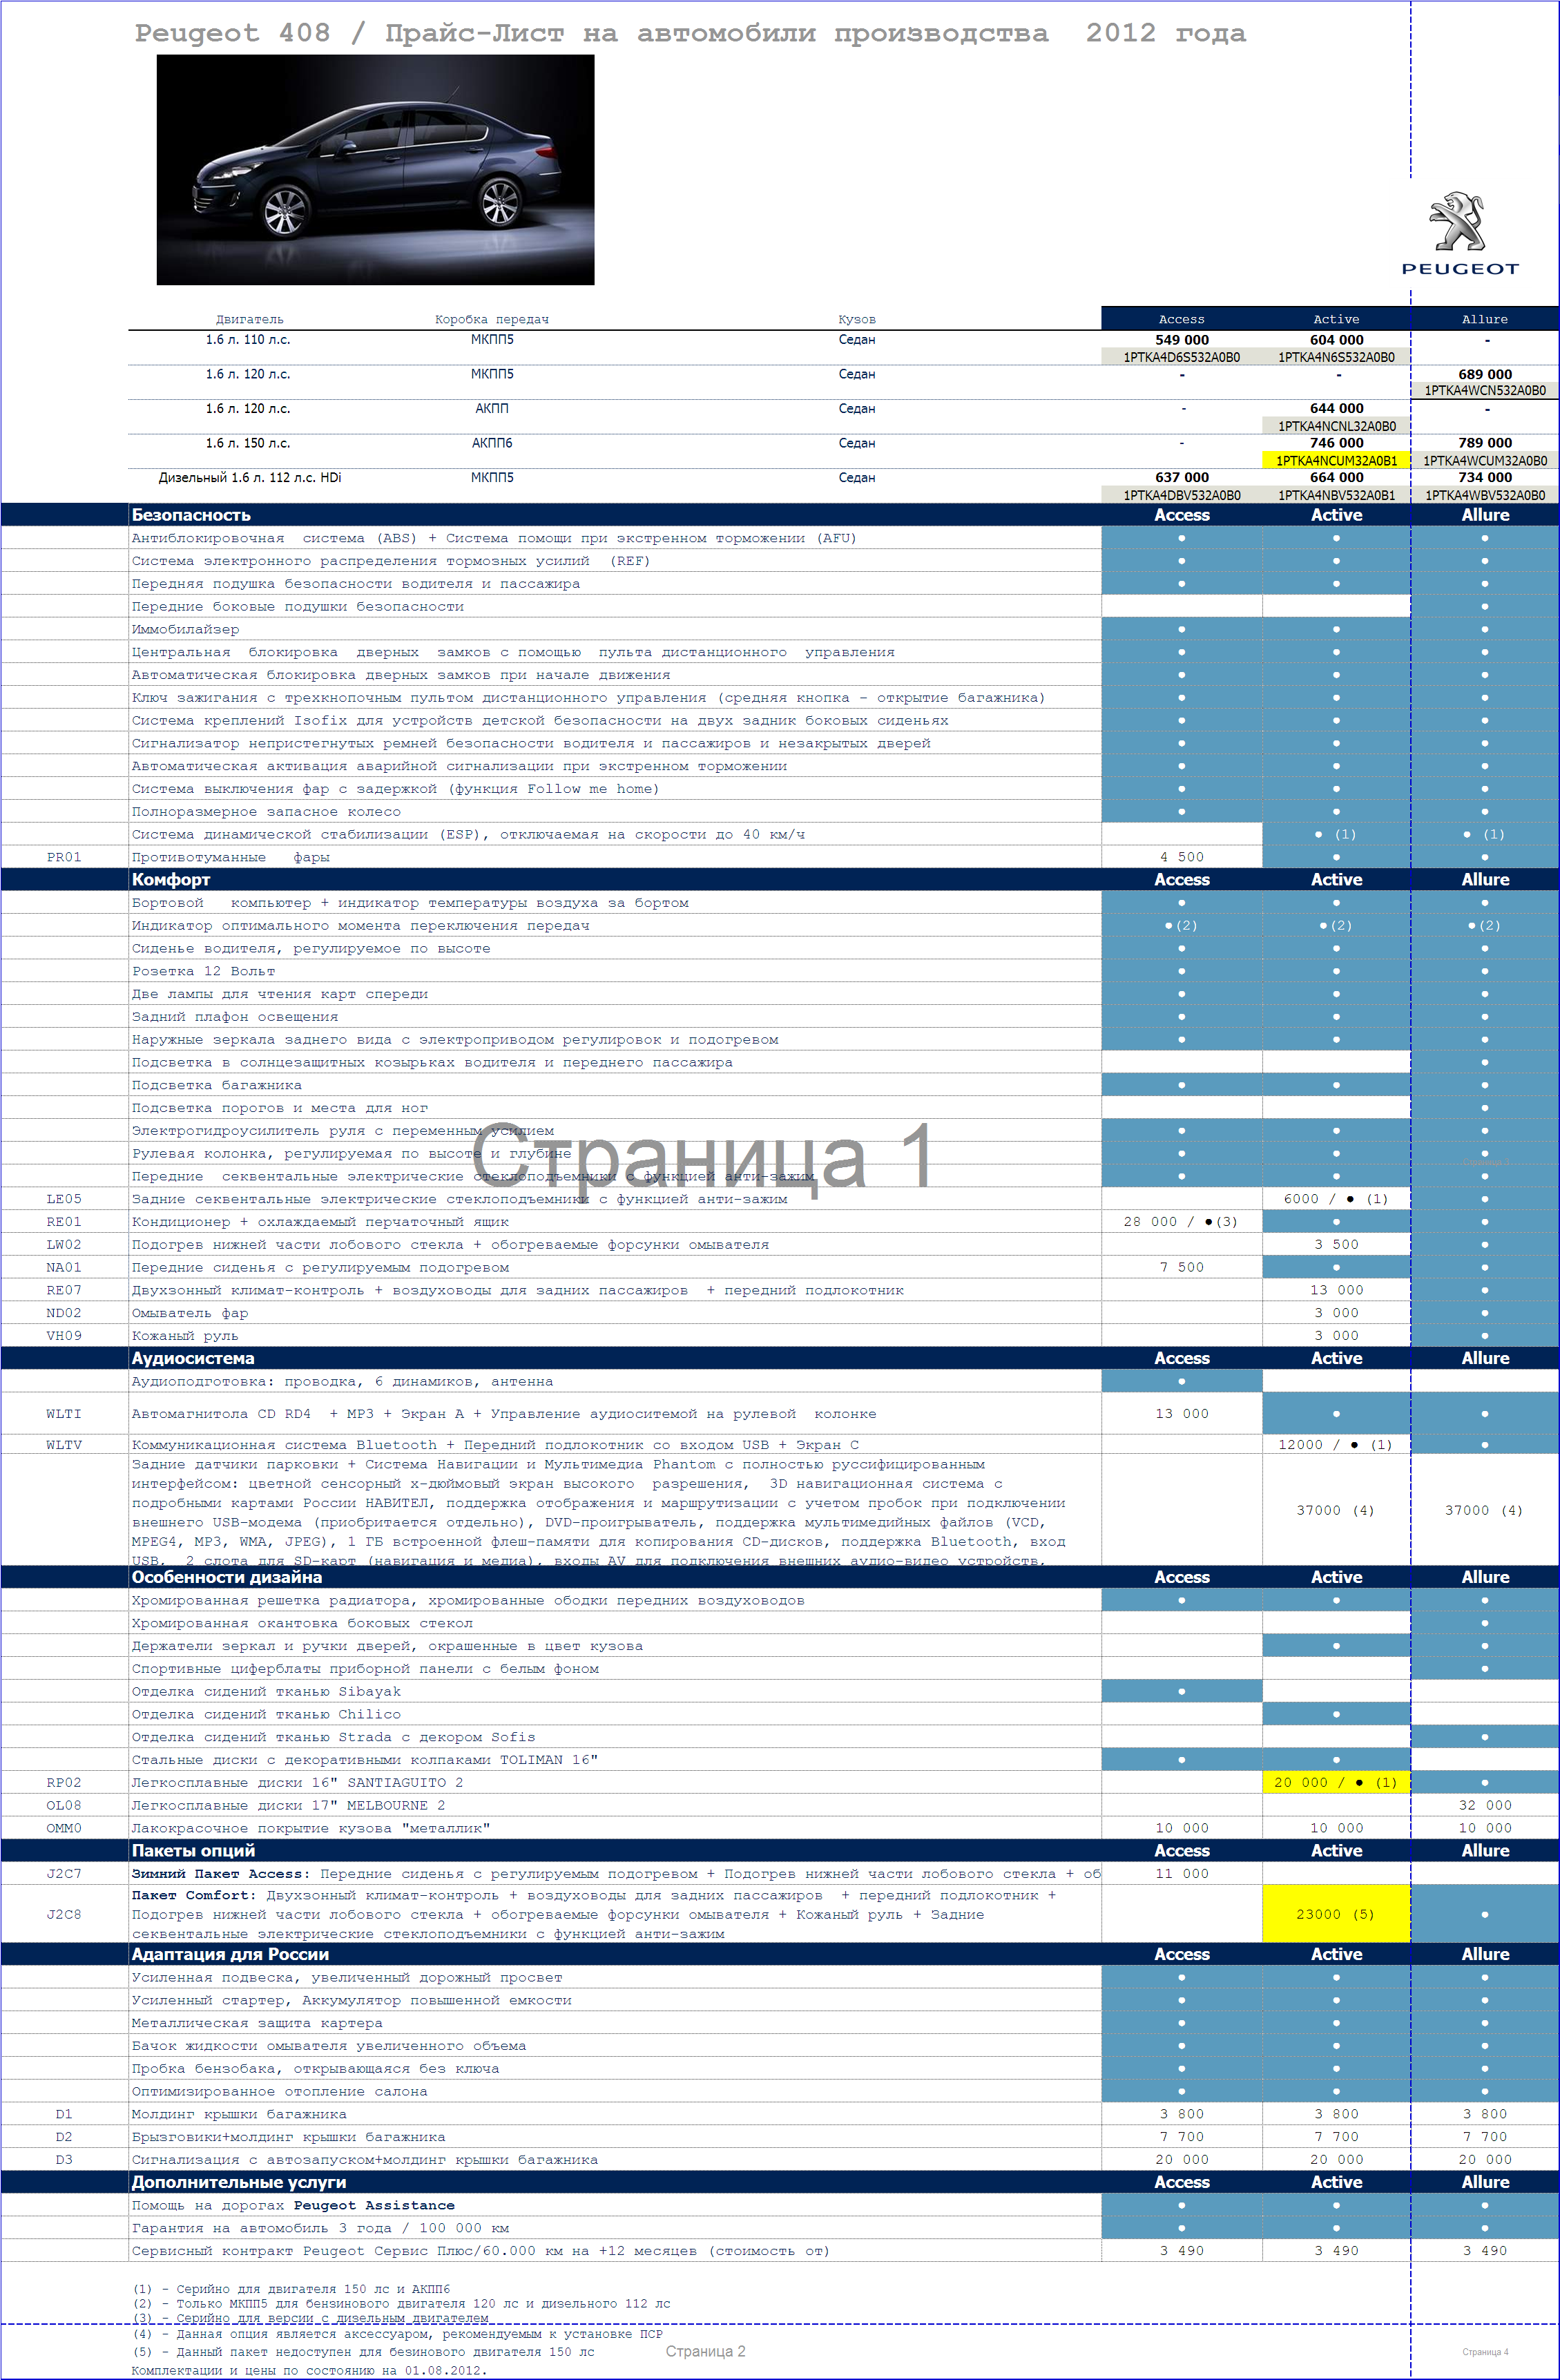 Peugeot 408 / Прайс-Лист на автомобили производства 2012 года
PEUGEOT
Двигатель Коробка передач Кузов Access Active Allure
1.6 л. 110 л.с. МКПП5 Седан 549 000 604 000 -
1PTKA4D6S532A0B0 1PTKA4N6S532A0B0
1.6 л. 120 л.с. МКПП5 Седан - - 689 000
1PTKA4WCN532A0B0
1.6 л. 120 л.с. АКПП Седан - 644 000 -
1PTKA4NCNL32A0B0
1.6 л. 150 л.с. АКПП6 Седан - 746 000 789 000
1PTKA4NCUM32A0B1 1PTKA4WCUM32A0B0
Дизельный 1.6 л. 112 л.с. HDi МКПП5 Седан 637 000 664 000 734 000
1PTKA4DBV532A0B0 1PTKA4NBV532A0B1 1PTKA4WBV532A0B0
Безопасность Access Active Allure
Антиблокировочная система (ABS) + Система помощи при экстренном торможении (AFU) ● ● ●
Система электронного распределения тормозных усилий (REF) ● ● ●
Передняя подушка безопасности водителя и пассажира ● ● ●
Передние боковые подушки безопасности ●
Иммобилайзер ● ● ●
Центральная блокировка дверных замков с помощью пульта дистанционного управления ● ● ●
Автоматическая блокировка дверных замков при начале движения ● ● ●
Ключ зажигания с трехкнопочным пультом дистанционного управления (средняя кнопка - открытие багажника) ● ● ●
Система креплений Isofix для устройств детской безопасности на двух задник боковых сиденьях ● ● ●
Сигнализатор непристегнутых ремней безопасности водителя и пассажиров и незакрытых дверей ● ● ●
Автоматическая активация аварийной сигнализации при экстренном торможении ● ● ●
Система выключения фар с задержкой (функция Follow me home) ● ● ●
Полноразмерное запасное колесо ● ● ●
Система динамической стабилизации (ESP), отключаемая на скорости до 40 км/ч ● (1) ● (1)
PR01 Противотуманные фары 4 500 ● ●
Комфорт Access Active Allure
Бортовой компьютер + индикатор температуры воздуха за бортом ● ● ●
Индикатор оптимального момента переключения передач ●(2) ●(2) ●(2)
Сиденье водителя, регулируемое по высоте ● ● ●
Розетка 12 Вольт ● ● ●
Две лампы для чтения карт спереди ● ● ●
Задний плафон освещения ● ● ●
Наружные зеркала заднего вида с электроприводом регулировок и подогревом ● ● ●
Подсветка в солнцезащитных козырьках водителя и переднего пассажира ●
Подсветка багажника ● ● ●
Подсветка порогов и места для ног ●
Электрогидроусилитель руля с переменным усилием ● ● ●
Страница 1
Рулевая колонка, регулируемая по высоте и глубине ● ● ●
Передние секвентальные электрические стеклоподъемники с функцией анти-зажим ● ● ●
LE05 Задние секвентальные электрические стеклоподъемники с функцией анти-зажим 6000 / ● (1) ●
RE01 Кондиционер + охлаждаемый перчаточный ящик 28 000 / ●(3) ● ●
LW02 Подогрев нижней части лобового стекла + обогреваемые форсунки омывателя 3 500 ●
NA01 Передние сиденья с регулируемым подогревом 7 500 ● ●
RE07 Двухзонный климат-контроль + воздуховоды для задних пассажиров + передний подлокотник 13 000 ●
ND02 Омыватель фар 3 000 ●
VH09 Кожаный руль 3 000 ●
Аудиосистема Access Active Allure
Аудиоподготовка: проводка, 6 динамиков, антенна ●
WLTI Автомагнитола CD RD4 + MP3 + Экран А + Управление аудиоситемой на рулевой колонке 13 000 ● ●
WLTV Коммуникационная система Bluetooth + Передний подлокотник со входом USB + Экран С 12000 / ● (1) ●
Задние датчики парковки + Система Навигации и Мультимедиа Phantom с полностью руссифицированным
интерфейсом: цветной сенсорный х-дюймовый экран высокого разрешения, 3D навигационная система с
подробными картами России НАВИТЕЛ, поддержка отображения и маршрутизации с учетом пробок при подключении
внешнего USB-модема (приобритается отдельно), DVD-проигрыватель, поддержка мультимедийных файлов (VCD, 37000 (4) 37000 (4)
MPEG4, MP3, WMA, JPEG), 1 ГБ встроенной флеш-памяти для копирования CD-дисков, поддержка Bluetooth, вход
USB, 2 слота для SD-карт (навигация и медиа), входы AV для подключения внешних аудио-видео устройств,
Особенности дизайна Access Active Allure
Хромированная решетка радиатора, хромированные ободки передних воздуховодов ● ● ●
Хромированная окантовка боковых стекол ●
Держатели зеркал и ручки дверей, окрашенные в цвет кузова ● ●
Спортивные циферблаты приборной панели с белым фоном ●
Отделка сидений тканью Sibayak ●
Отделка сидений тканью Chilico ●
Отделка сидений тканью Strada с декором Sofis ●
Стальные диски с декоративными колпаками TOLIMAN 16" ● ●
RP02 Легкосплавные диски 16" SANTIAGUITO 2 20 000 / ● (1) ●
OL08 Легкосплавные диски 17" MELBOURNE 2 32 000
OMM0 Лакокрасочное покрытие кузова "металлик" 10 000 10 000 10 000
Пакеты опций Access Active Allure
J2C7 Зимний Пакет Access: Передние сиденья с регулируемым подогревом + Подогрев нижней части лобового стекла + об 11 000
Пакет Comfort: Двухзонный климат-контроль + воздуховоды для задних пассажиров + передний подлокотник +
J2C8 Подогрев нижней части лобового стекла + обогреваемые форсунки омывателя + Кожаный руль + Задние 23000 (5) ●
секвентальные электрические стеклоподъемники с функцией анти-зажим
Адаптация для России Access Active Allure
Усиленная подвеска, увеличенный дорожный просвет ● ● ●
Усиленный стартер, Аккумулятор повышенной емкости ● ● ●
Металлическая защита картера ● ● ●
Бачок жидкости омывателя увеличенного объема ● ● ●
Пробка бензобака, открывающаяся без ключа ● ● ●
Оптимизированное отопление салона ● ● ●
D1 Молдинг крышки багажника 3 800 3 800 3 800
D2 Брызговики+молдинг крышки багажника 7 700 7 700 7 700
D3 Сигнализация с автозапуском+молдинг крышки багажника 20 000 20 000 20 000
Дополнительные услуги Access Active Allure
Помощь на дорогах Peugeot Assistance ● ● ●
Гарантия на автомобиль 3 года / 100 000 км ● ● ●
Сервисный контракт Peugeot Сервис Плюс/60.000 км на +12 месяцев (стоимость от) 3 490 3 490 3 490
(1) - Серийно для двигателя 150 лс и АКПП6
(2) - Только МКПП5 для бензинового двигателя 120 лс и дизельного 112 лс
(3) - Серийно для версии с дизельным двигателем
(4) - Данная опция является аксессуаром, рекомендуемым к установке ПСР
(5) - Данный пакет недоступен для безинового двигателя 150 лс Страница 2 Страница 4
Комплектации и цены по состоянию на 01.08.2012.